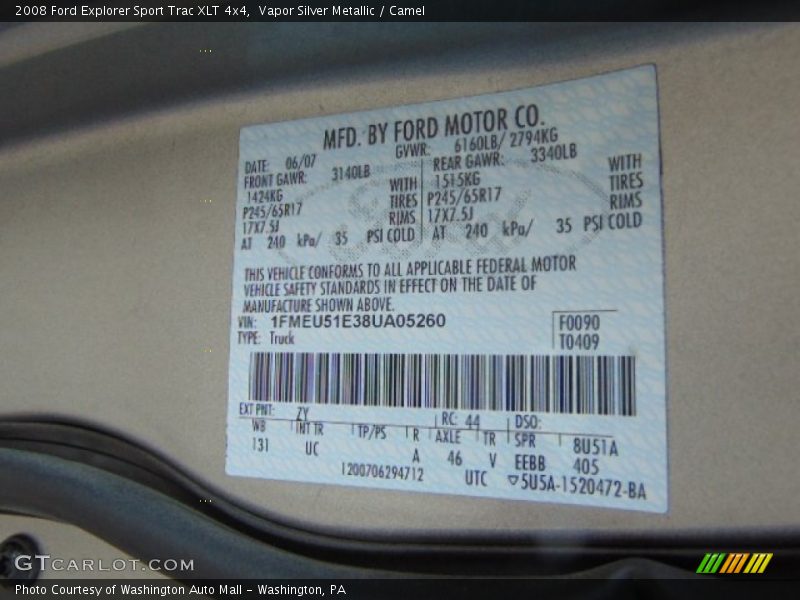 2008 Ford Explorer Sport Trac XLT 4x4, Vapor Silver Metallic / Camel
MFD. BY FORD MOTOR CO.
DATE: 06/07 GVWR: 6160LB/ 2794KG
FRONT GAWR: 3140LB REAR GAWR: 3340LB
1424KG WITH 1515KG WITH
P245/65R17 TIRES P245/65R17 TIRES
17X7.5J RIMS 17X7.5J RIMS
AT 240 kPa/ 35 PSI COLD AT 240 kPa/ 35 PSI COLD
THIS VEHICLE CONFORMS TO ALL APPLICABLE FEDERAL MOTOR
VEHICLE SAFETY STANDARDS IN EFFECT ON THE DATE OF
MANUFACTURE SHOWN ABOVE.
VIN: 1FMEU51E38UA05260 F0090
TYPE: Truck T0409
EXT PNT: ZY RC: 44 DSO:
WB INT TR TP/PS R AXLE TR SPR 8U51A
131 UC A 46 V EEBB 405
1200706294712 UTC ▽5U5A-1520472-BA
GTCARLOT.COM
Photo Courtesy of Washington Auto Mall - Washington, PA